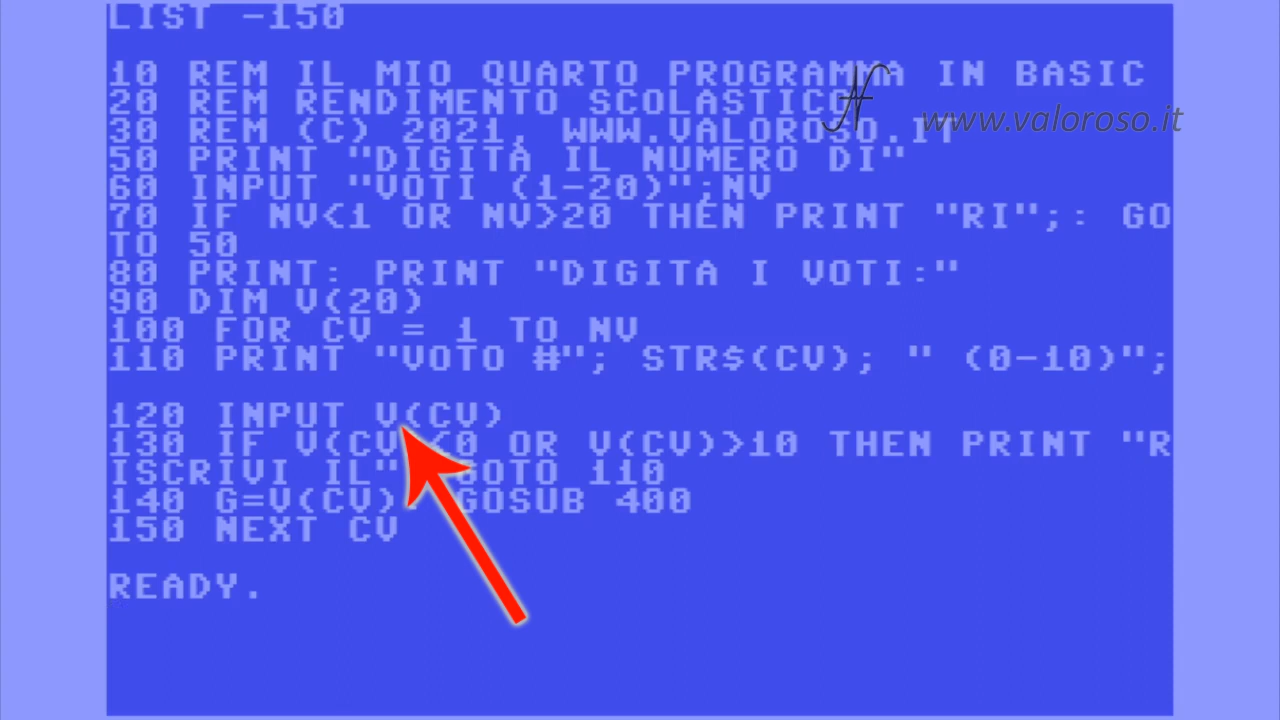 LIST -150
10 REM IL MIO QUARTO PROGRAMMA IN BASIC
20 REM RENDIMENTO SCOLASTICO
30 REM (C) 2021, WWW.VALOROSO.IT
www.valoroso.it
50 PRINT "DIGITA IL NUMERO DI"
60 INPUT "VOTI (1-20)";NV
70 IF NV<1 OR NV>20 THEN PRINT "RI";: GO
TO 50
80 PRINT: PRINT "DIGITA I VOTI:"
90 DIM V(20)
100 FOR CV = 1 TO NV
110 PRINT "VOTO #"; STR$(CV); " (0-10)";
120 INPUT V(CV)
130 IF V(CV)<0 OR V(CV)>10 THEN PRINT "R
ISCRIVI IL": GOTO 110
140 G=V(CV): GOSUB 400
150 NEXT CV
READY.